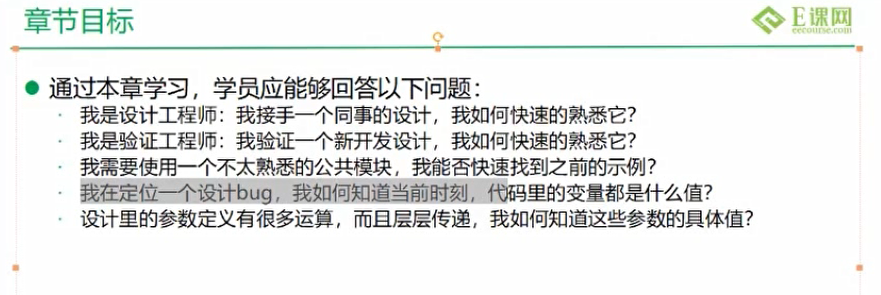 章节目标
E课网
eecourse.com
通过本章学习，学员应能够回答以下问题：
我是设计工程师：我接手一个同事的设计，我如何快速的熟悉它？
我是验证工程师：我验证一个新开发设计，我如何快速的熟悉它？
我需要使用一个不太熟悉的公共模块，我能否快速找到之前的示例？
我在定位一个设计bug，我如何知道当前时刻，代码里的变量都是什么值？
设计里的参数定义有很多运算，而且层层传递，我如何知道这些参数的具体值？